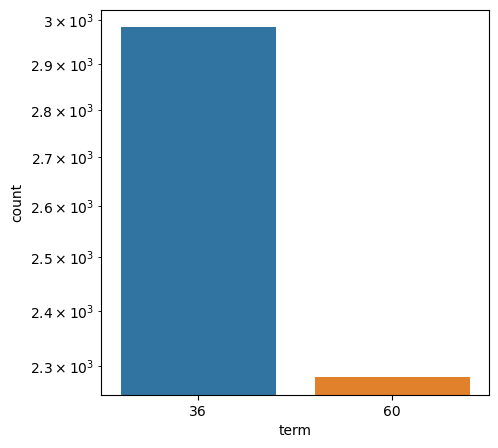 3 × 10³
2.9 × 10³
2.8 × 10³
2.7 × 10³
2.6 × 10³
2.5 × 10³
2.4 × 10³
2.3 × 10³
count
36 60
term